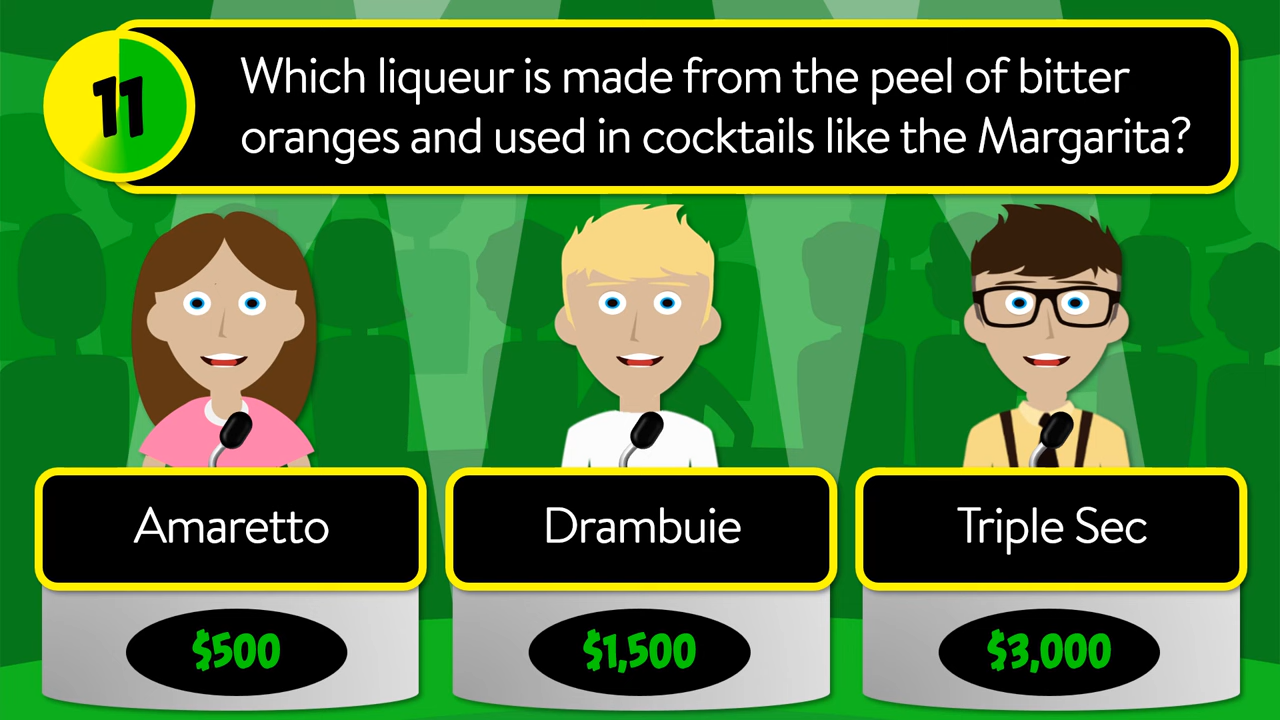 11
Which liqueur is made from the peel of bitter
oranges and used in cocktails like the Margarita?
Amaretto
Drambuie
Triple Sec
$500
$1,500
$3,000